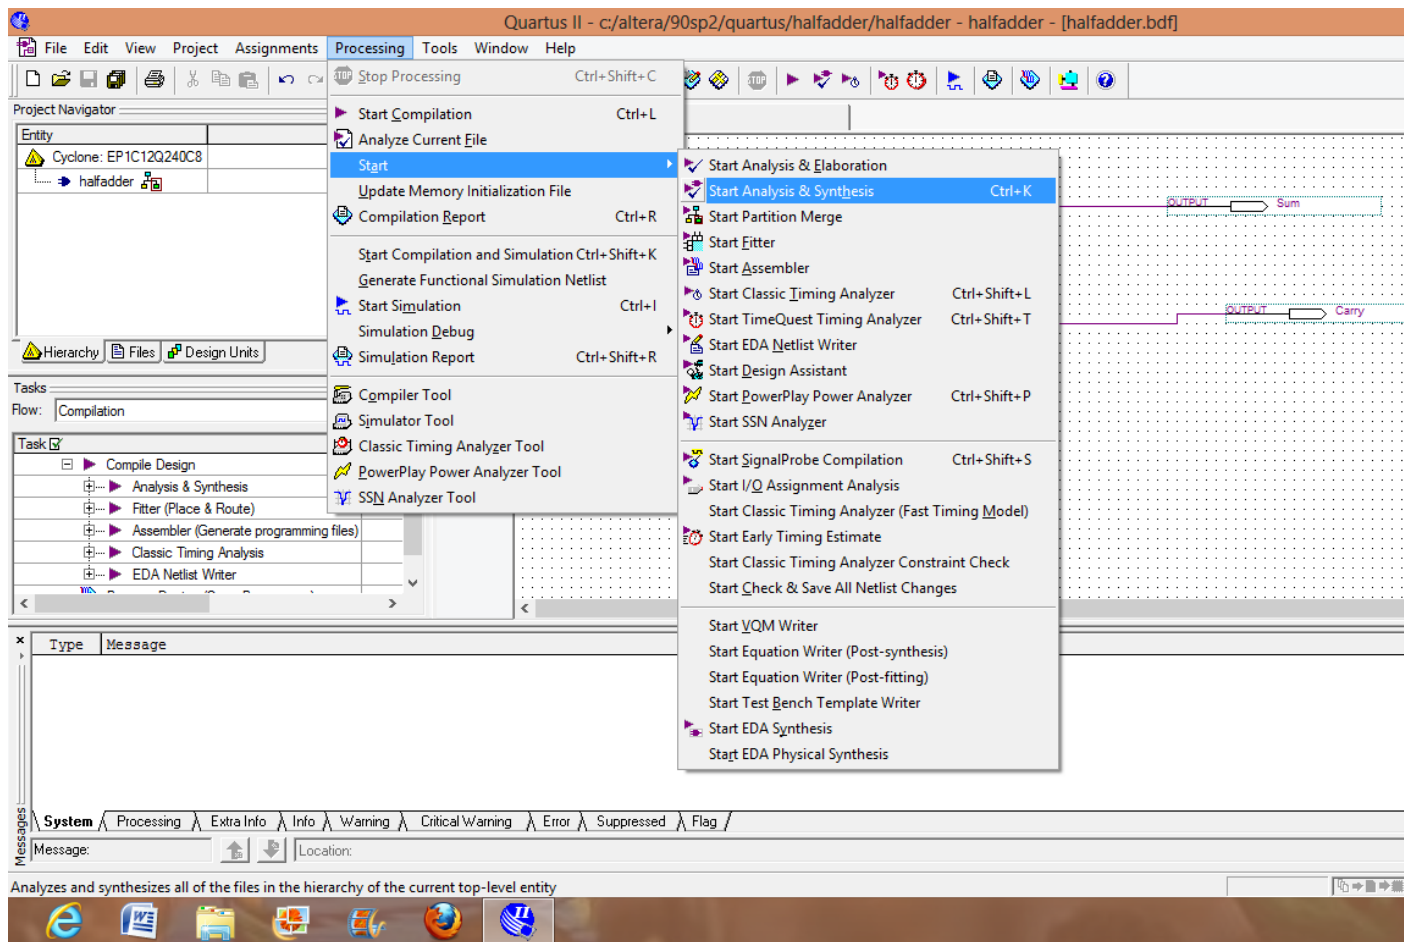 Quartus II - c:/altera/90sp2/quartus/halfadder/halfadder - halfadder - [halfadder.bdf]
File Edit View Project Assignments Processing Tools Window Help
Project Navigator
Entity
Cyclone: EP1C12Q240C8
halfadder
Hierarchy Files Design Units
Tasks
Flow: Compilation
Task
Compile Design
Analysis & Synthesis
Fitter (Place & Route)
Assembler (Generate programming files)
Classic Timing Analysis
EDA Netlist Writer
Stop Processing Ctrl+Shift+C
Start Compilation Ctrl+L
Analyze Current File
Start
Update Memory Initialization File
Compilation Report Ctrl+R
Start Compilation and Simulation Ctrl+Shift+K
Generate Functional Simulation Netlist
Start Simulation Ctrl+I
Simulation Debug
Simulation Report Ctrl+Shift+R
Compiler Tool
Simulator Tool
Classic Timing Analyzer Tool
PowerPlay Power Analyzer Tool
SSN Analyzer Tool
Start Analysis & Elaboration
Start Analysis & Synthesis Ctrl+K
Start Partition Merge
Start Fitter
Start Assembler
Start Classic Timing Analyzer Ctrl+Shift+L
Start TimeQuest Timing Analyzer Ctrl+Shift+T
Start EDA Netlist Writer
Start Design Assistant
Start PowerPlay Power Analyzer Ctrl+Shift+P
Start SSN Analyzer
Start SignalProbe Compilation Ctrl+Shift+S
Start I/O Assignment Analysis
Start Classic Timing Analyzer (Fast Timing Model)
Start Early Timing Estimate
Start Classic Timing Analyzer Constraint Check
Start Check & Save All Netlist Changes
Start VQM Writer
Start Equation Writer (Post-synthesis)
Start Equation Writer (Post-fitting)
Start Test Bench Template Writer
Start EDA Synthesis
Start EDA Physical Synthesis
OUTPUT Sum
OUTPUT Carry
Type Message
System Processing Extra Info Info Warning Critical Warning Error Suppressed Flag
Messages
Message: Location:
Analyzes and synthesizes all of the files in the hierarchy of the current top-level entity